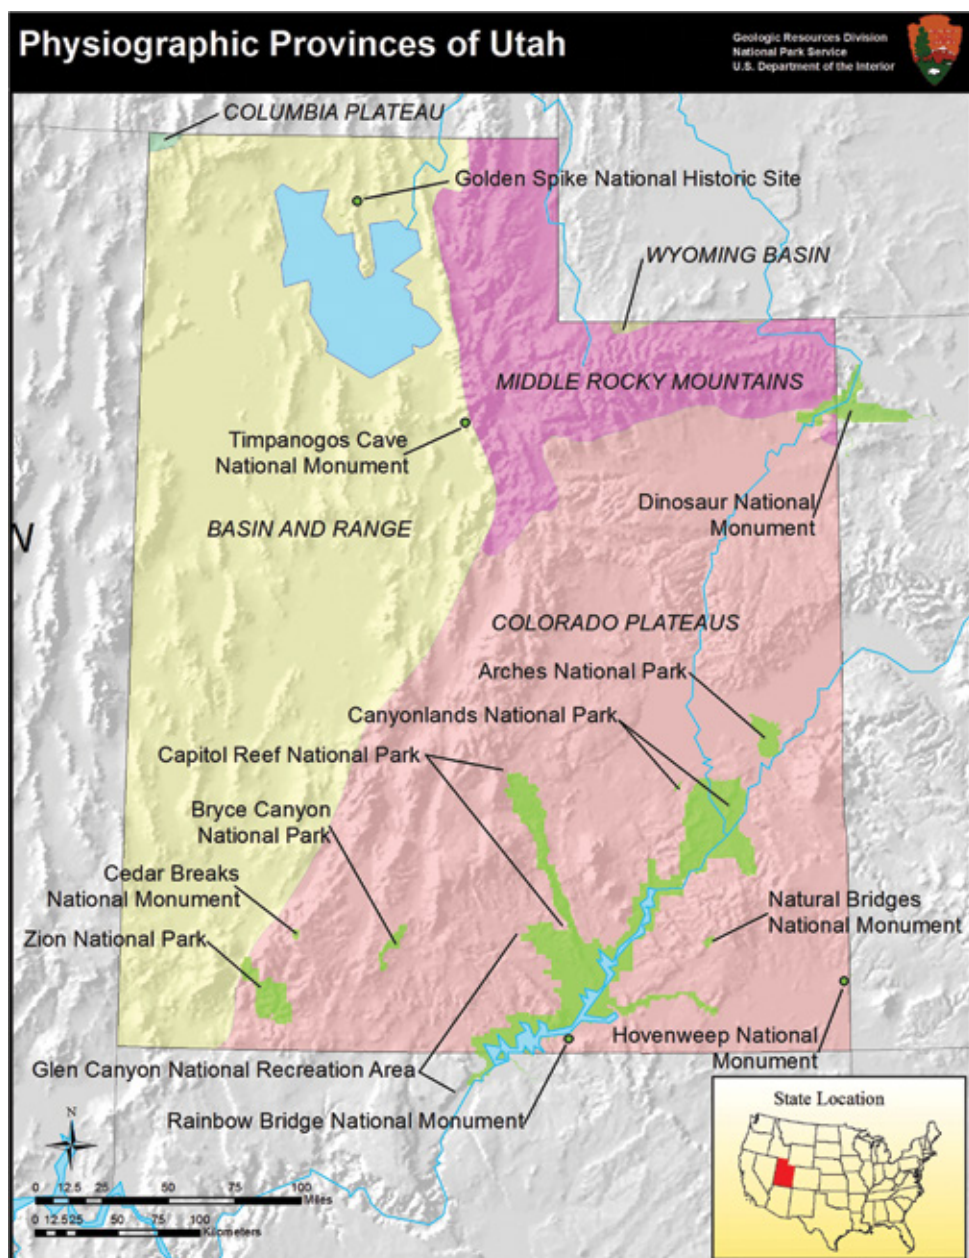 Physiographic Provinces of Utah
Geologic Resources Division
National Park Service
U.S. Department of the Interior
COLUMBIA PLATEAU
Golden Spike National Historic Site
WYOMING BASIN
MIDDLE ROCKY MOUNTAINS
Timpanogos Cave
National Monument
Dinosaur National
Monument
BASIN AND RANGE
COLORADO PLATEAUS
Arches National Park
Canyonlands National Park
Capitol Reef National Park
Bryce Canyon
National Park
Cedar Breaks
National Monument
Natural Bridges
National Monument
Zion National Park
Hovenweep National
Monument
Glen Canyon National Recreation Area
Rainbow Bridge National Monument
State Location
N
0 12.5 25 50 75 100
Miles
0 12.525 50 75 100
Kilometers